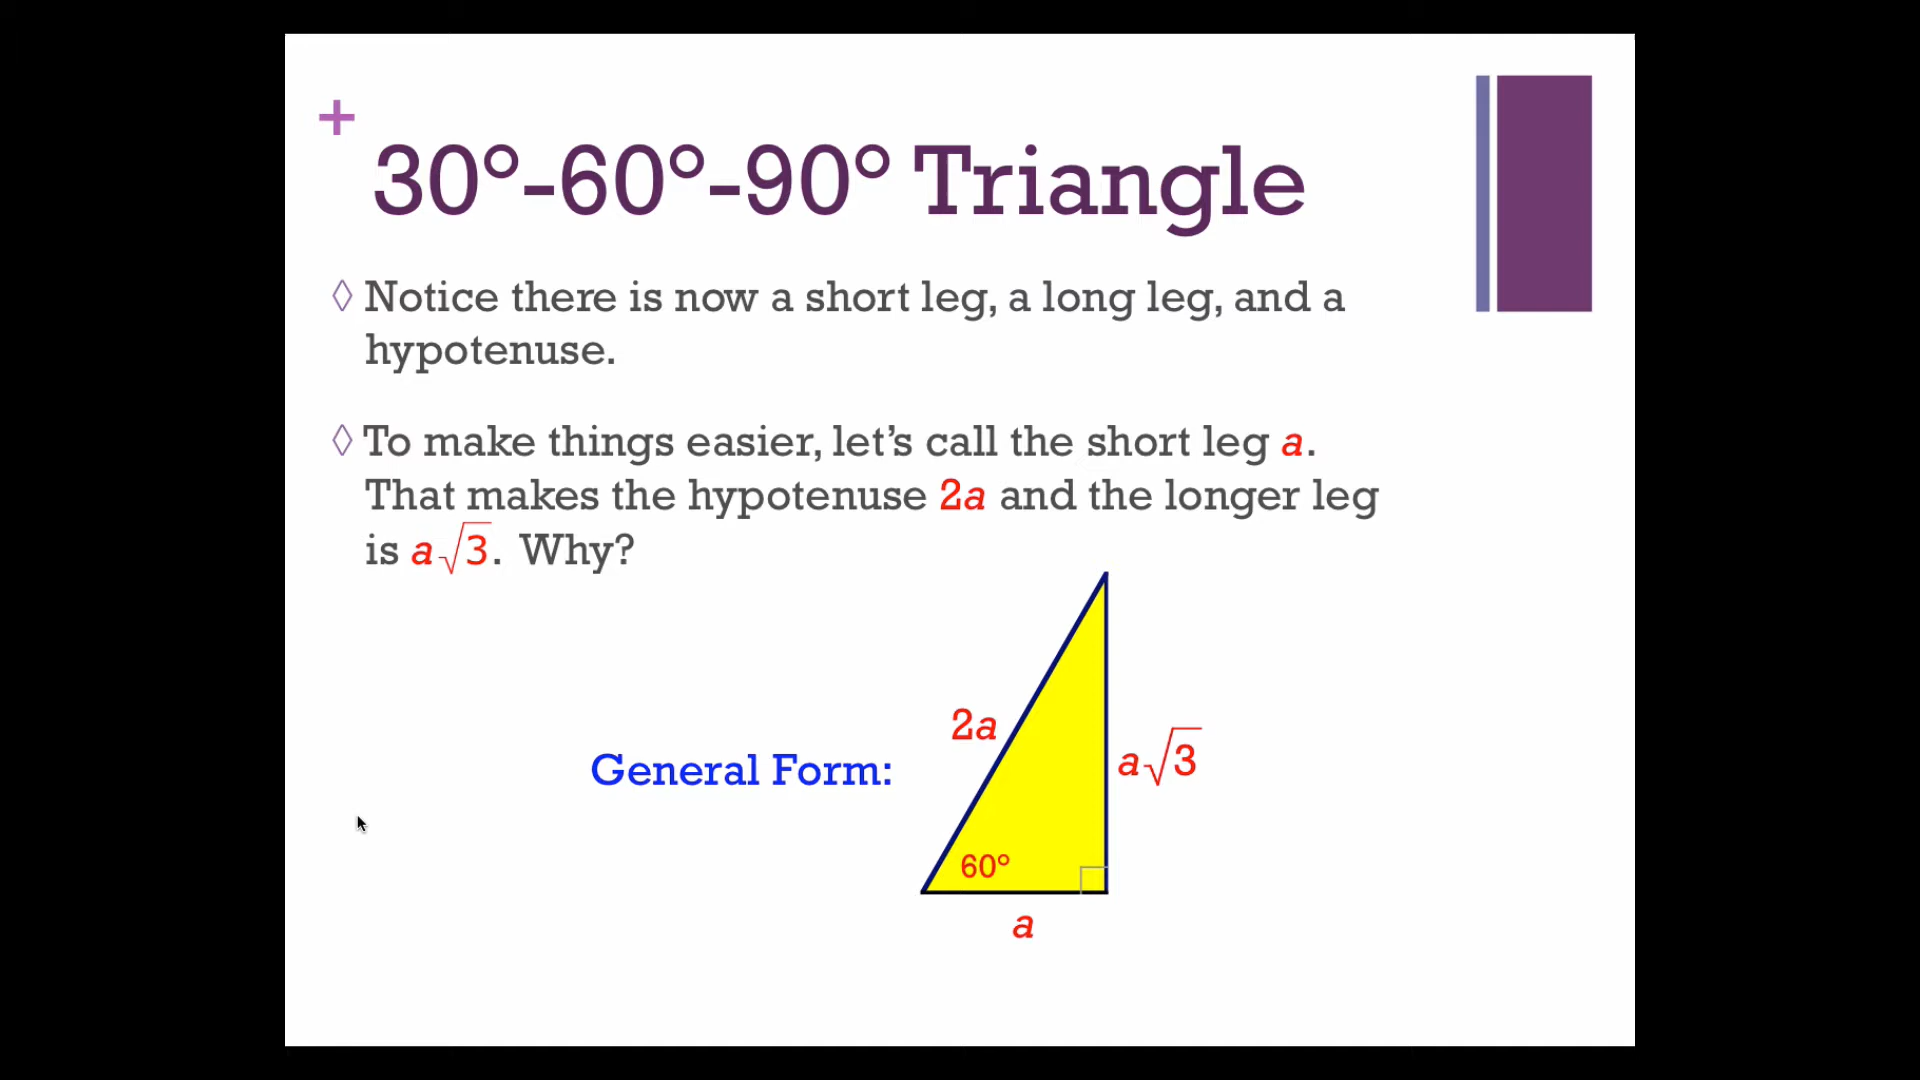 +
30°-60°-90° Triangle
◊ Notice there is now a short leg, a long leg, and a
hypotenuse.
◊ To make things easier, let’s call the short leg a.
That makes the hypotenuse 2a and the longer leg
is a√3. Why?
2a
General Form:
a√3
60°
a